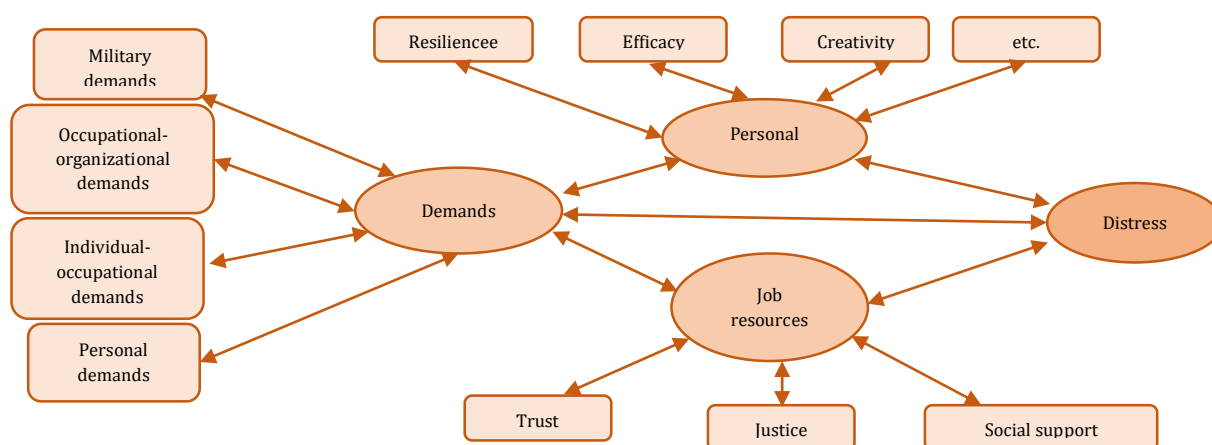 Military
demands
Resiliencee
Efficacy
Creativity
etc.
Occupational-
organizational
demands
Personal
Demands
Distress
Individual-
occupational
demands
Job
resources
Personal
demands
Trust
Justice
Social support